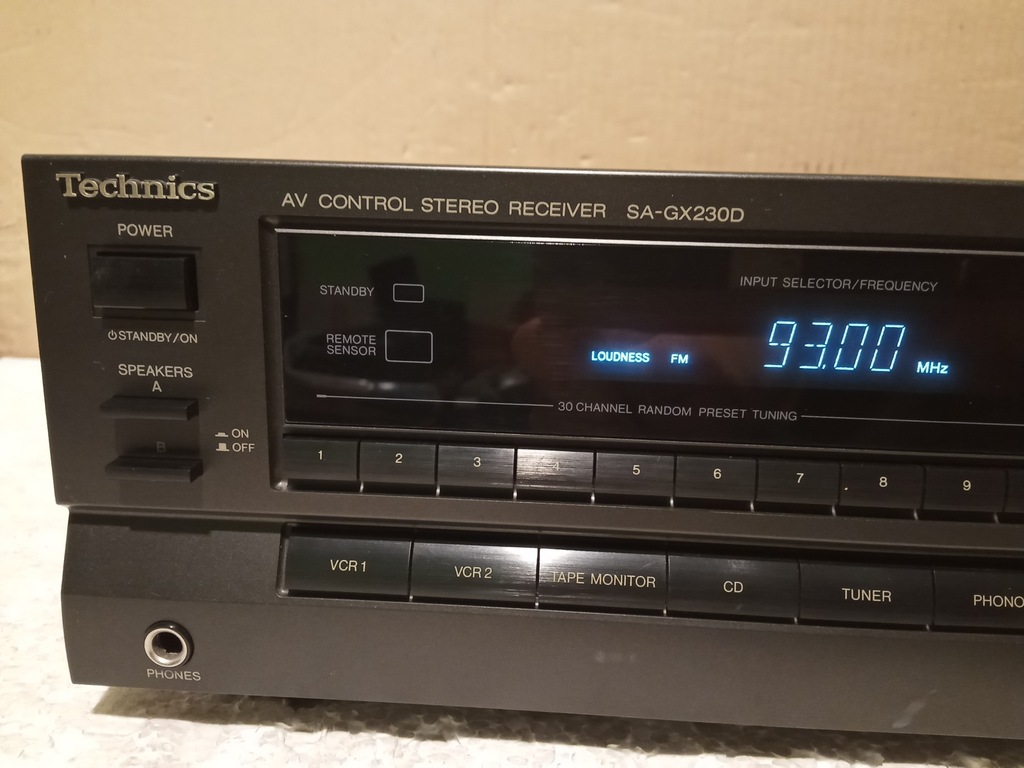 Technics
AV CONTROL STEREO RECEIVER SA-GX230D
POWER
STANDBY/ON
SPEAKERS
A
B
ON
OFF
STANDBY
REMOTE
SENSOR
INPUT SELECTOR/FREQUENCY
LOUDNESS FM 93.00 MHz
30 CHANNEL RANDOM PRESET TUNING
1 2 3 4 5 6 7 8 9
VCR 1 VCR 2 TAPE MONITOR CD TUNER PHONO
PHONES